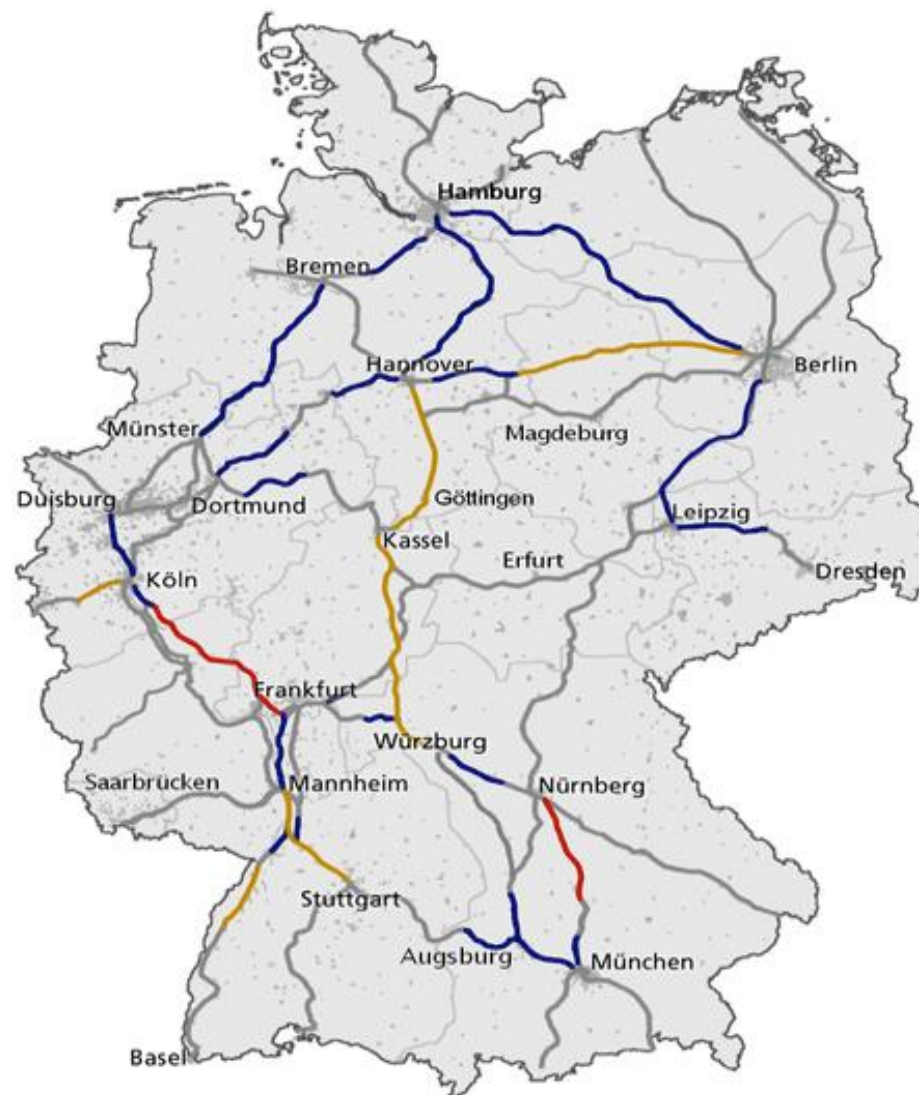 Hamburg
Bremen
Hannover
Berlin
Münster
Magdeburg
Duisburg
Dortmund
Göttingen
Leipzig
Kassel
Erfurt
Köln
Dresden
Frankfurt
Würzburg
Saarbrücken
Mannheim
Nürnberg
Stuttgart
Augsburg
München
Basel